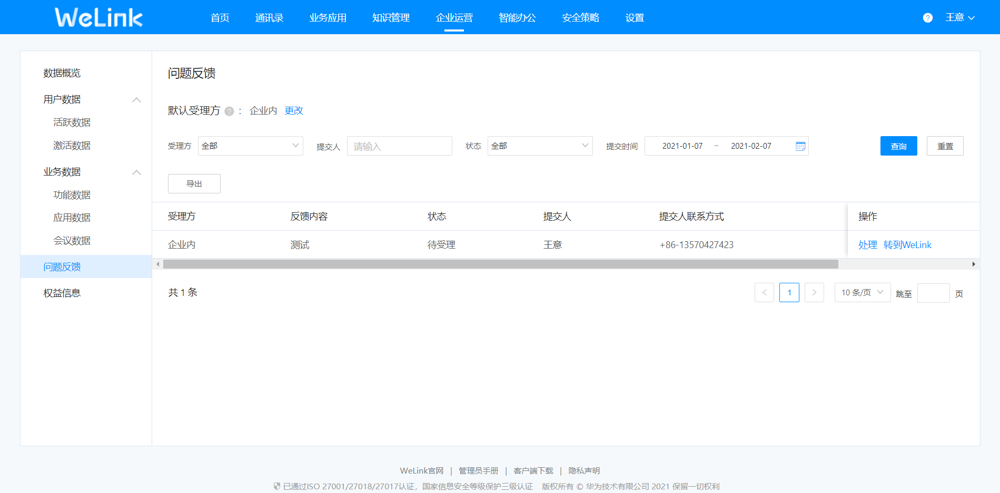 WeLink 首页 通讯录 业务应用 知识管理 企业运营 智能办公 安全策略 设置 ? 王意
数据概览
用户数据
活跃数据
激活数据
业务数据
功能数据
应用数据
会议数据
问题反馈
权益信息
问题反馈
默认受理方 ? ： 企业内 更改
受理方 全部 提交人 请输入 状态 全部 提交时间 2021-01-07 ~ 2021-02-07 查询 重置
导出
受理方 反馈内容 状态 提交人 提交人联系方式 操作
企业内 测试 待受理 王意 +86-13570427423 处理 转到WeLink
共 1 条 < 1 > 10 条/页 跳至 页
WeLink官网 | 管理员手册 | 客户端下载 | 隐私声明
已通过ISO 27001/27018/27017认证，国家信息安全等级保护三级认证 版权所有 © 华为技术有限公司 2021 保留一切权利